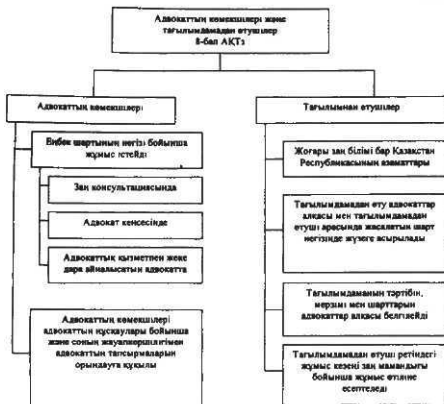 Адвокаттың көмекшілері және
тағылымдамадан өтушілер
8-бап АҚТз
Адвокаттың көмекшілері
Еңбек шартының негізі бойынша
жұмыс істейді
Заң консультациясында
Адвокат кеңсесінде
Адвокаттық қызметпен жеке
дара айналысатын адвокатта
Адвокаттың көмекшілері
адвокаттың нұсқаулары бойынша
және соның жауапкершілігімен
адвокаттың тапсырмаларын
орындауға құқылы
Тағылымнан өтушілер
Жоғары заң білімі бар Қазақстан
Республикасының азаматтары
Тағылымдамадан өту адвокаттар
алқасы мен тағылымдамадан
өтуші арасында жасалатын шарт
негізінде жүзеге асырылады
Тағылымдаманың тәртібін,
мерзімі мен шарттарын
адвокаттар алқасы белгілейді
Тағылымдамадан өтуші ретіндегі
жұмыс кезеңі заң мамандығы
бойынша жұмыс өтіліне
есептеледі